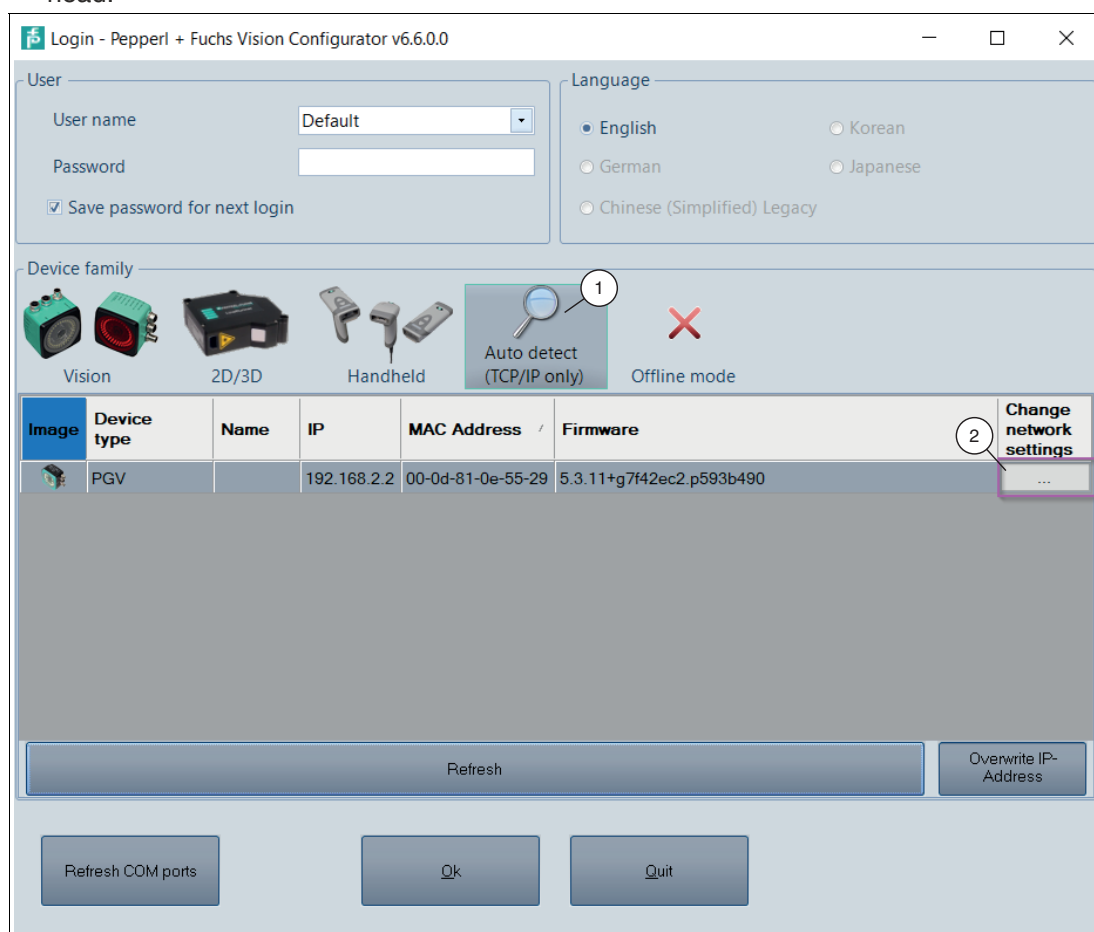 Login - Pepperl + Fuchs Vision Configurator v6.6.0.0
User
User name
Default
Password
Save password for next login
Language
English
Korean
German
Japanese
Chinese (Simplified) Legacy
Device family
1
Vision
2D/3D
Handheld
Auto detect
(TCP/IP only)
Offline mode
Image
Device
type
Name
IP
MAC Address
Firmware
Change
network
settings
2
PGV
192.168.2.2
00-0d-81-0e-55-29
5.3.11+g7f42ec2.p593b490
...
Refresh
Overwrite IP-
Address
Refresh COM ports
Ok
Quit